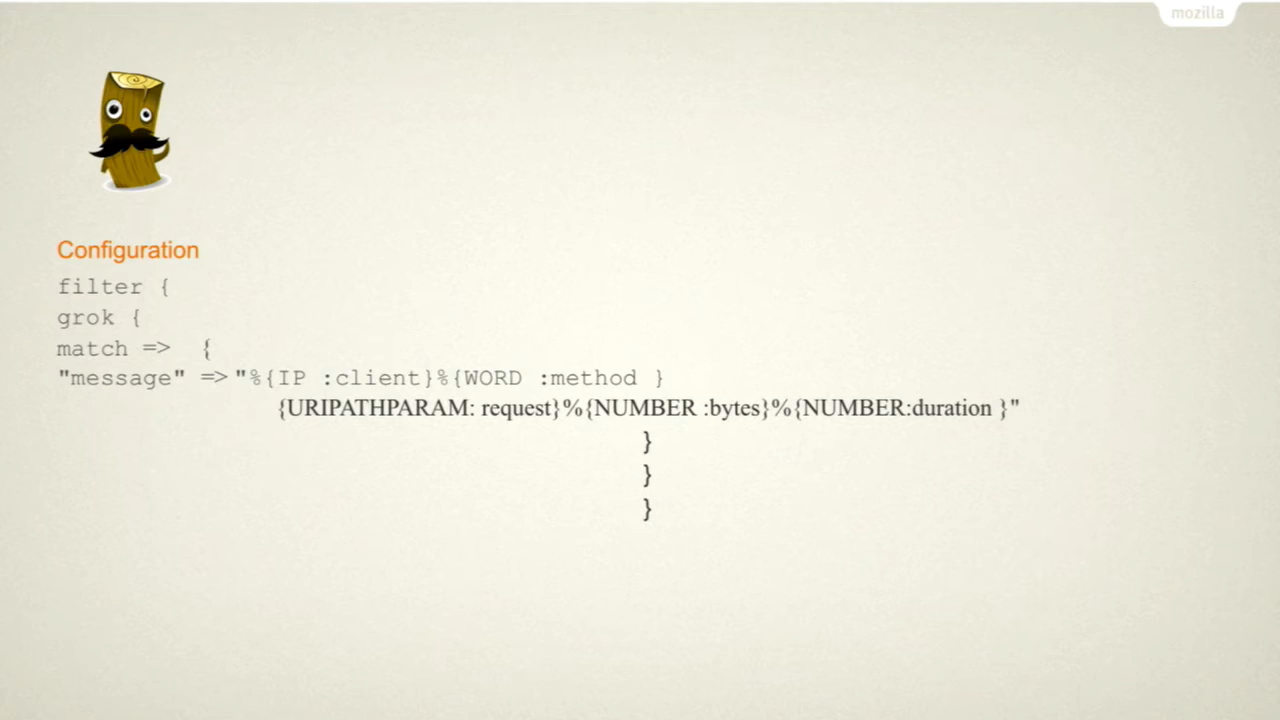 mozilla
Configuration
filter {
grok {
match => {
"message" => "%{IP :client}%{WORD :method }
{URIPATHPARAM: request}%{NUMBER :bytes}%{NUMBER:duration }"
}
}
}